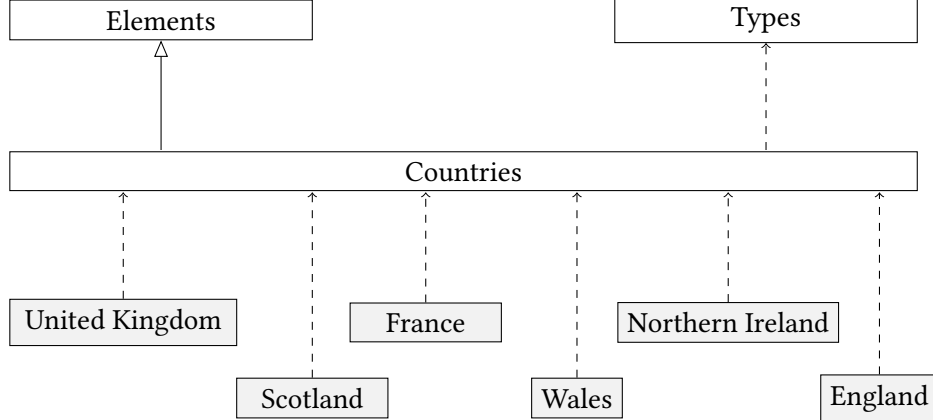 Elements
Types
Countries
United Kingdom
France
Northern Ireland
Scotland
Wales
England